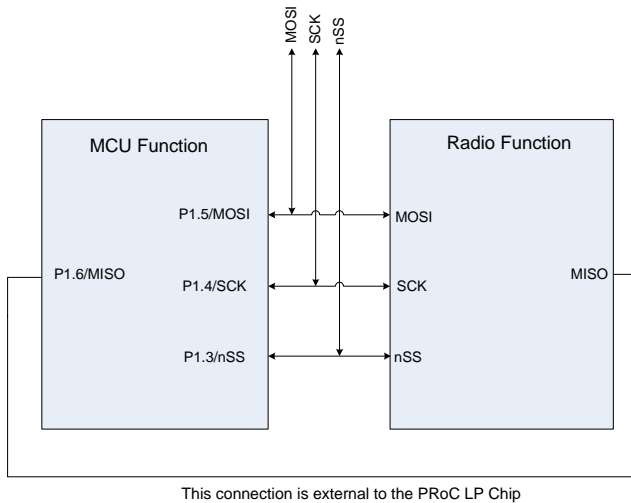 MOSI
SCK
nSS
MCU Function
Radio Function
P1.5/MOSI
MOSI
P1.6/MISO
P1.4/SCK
SCK
MISO
P1.3/nSS
nSS
This connection is external to the PRoC LP Chip